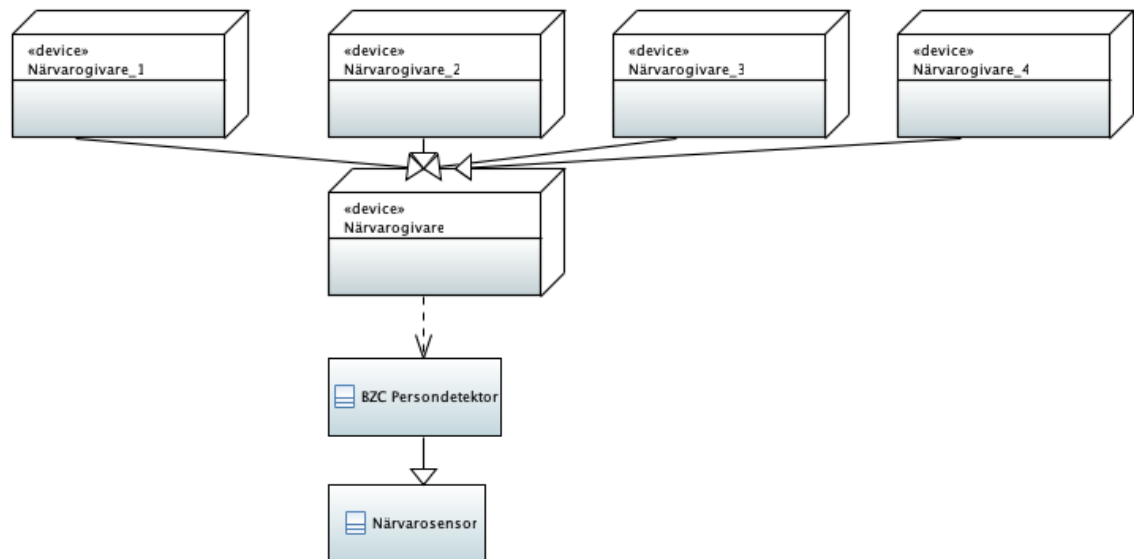 «device»
Närvarogivare_1
«device»
Närvarogivare_2
«device»
Närvarogivare_3
«device»
Närvarogivare_4
«device»
Närvarogivare
BZC Persondetektor
Närvarosensor